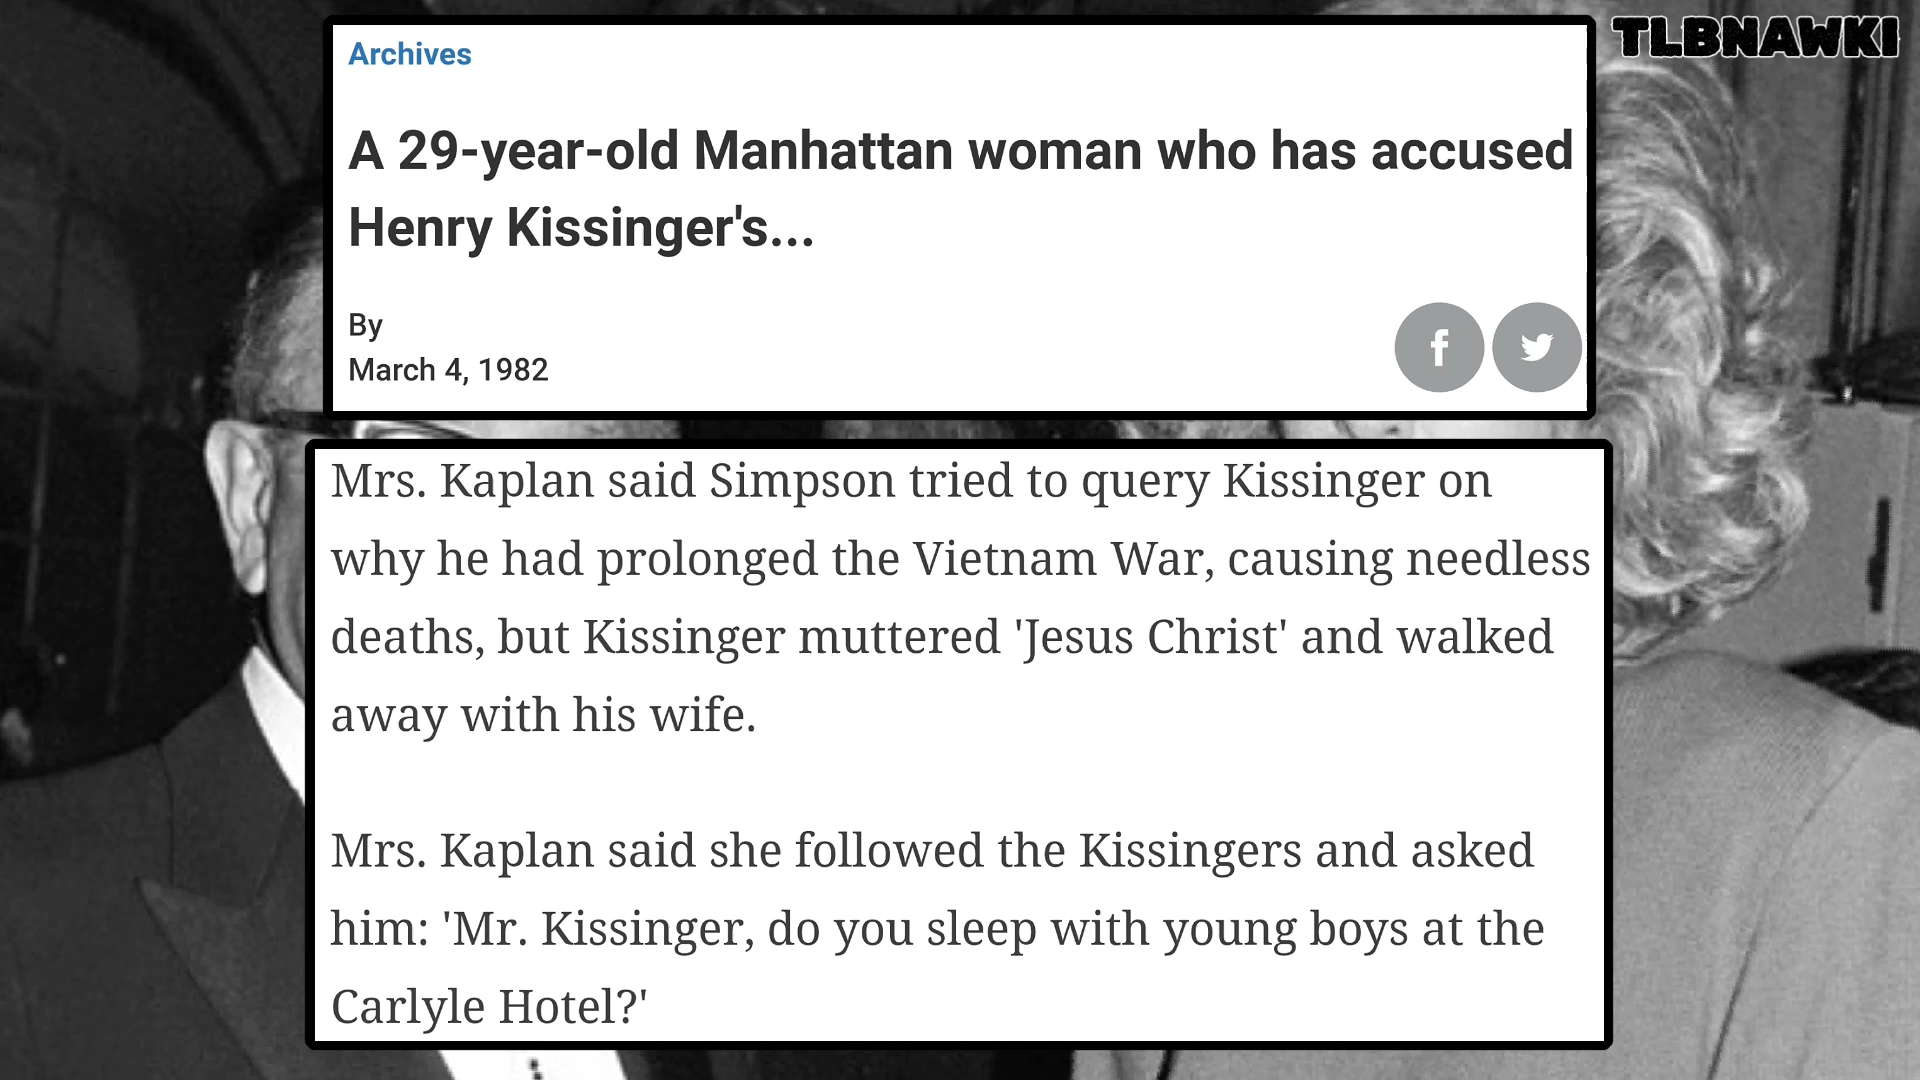 TLBNAWKI
Archives
A 29-year-old Manhattan woman who has accused
Henry Kissinger's...
By
March 4, 1982
Mrs. Kaplan said Simpson tried to query Kissinger on
why he had prolonged the Vietnam War, causing needless
deaths, but Kissinger muttered 'Jesus Christ' and walked
away with his wife.
Mrs. Kaplan said she followed the Kissingers and asked
him: 'Mr. Kissinger, do you sleep with young boys at the
Carlyle Hotel?'